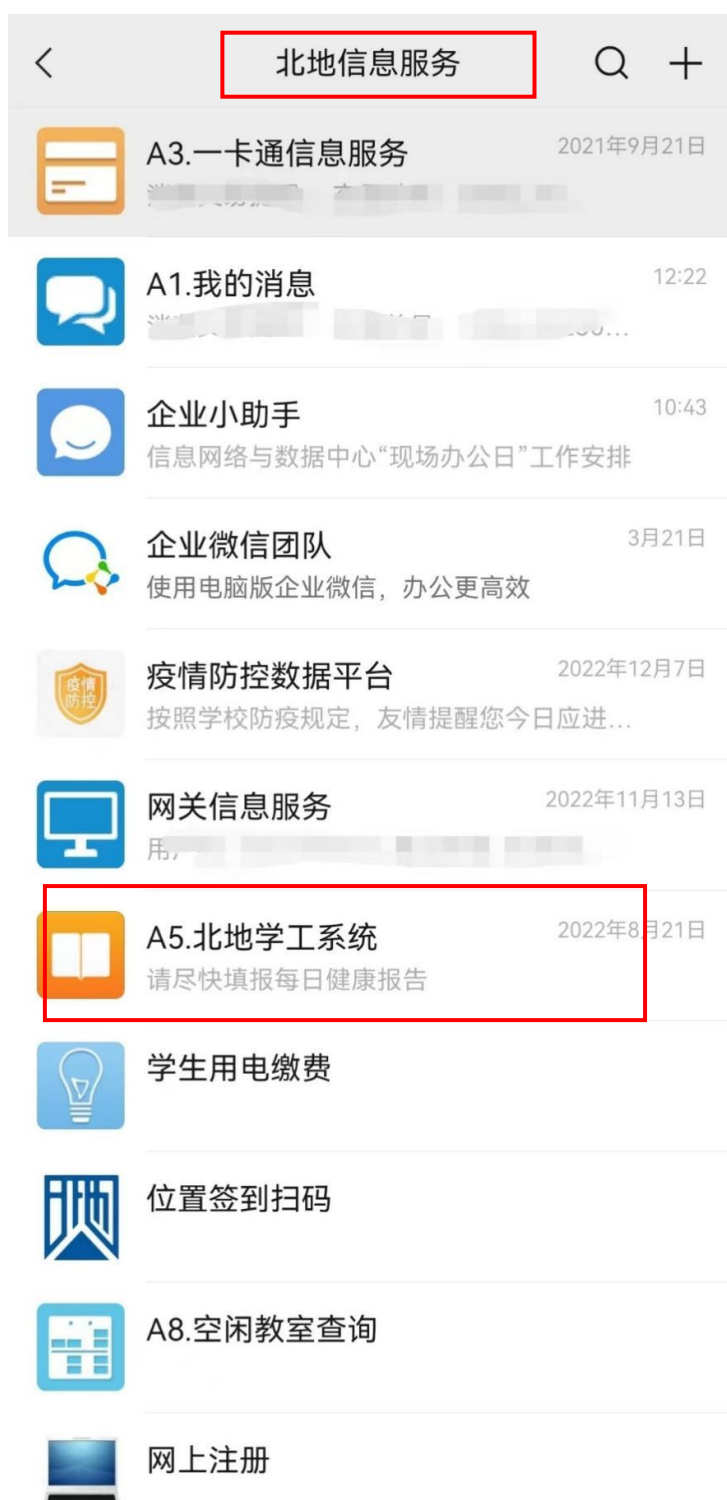 北地信息服务
A3.一卡通信息服务 2021年9月21日
A1.我的消息 12:22
企业小助手 10:43
信息网络与数据中心“现场办公日”工作安排
企业微信团队 3月21日
使用电脑版企业微信，办公更高效
疫情防控
疫情防控数据平台 2022年12月7日
按照学校防疫规定，友情提醒您今日应进...
网关信息服务 2022年11月13日
用
A5.北地学工系统 2022年8月21日
请尽快填报每日健康报告
学生用电缴费
位置签到扫码
A8.空闲教室查询
网上注册